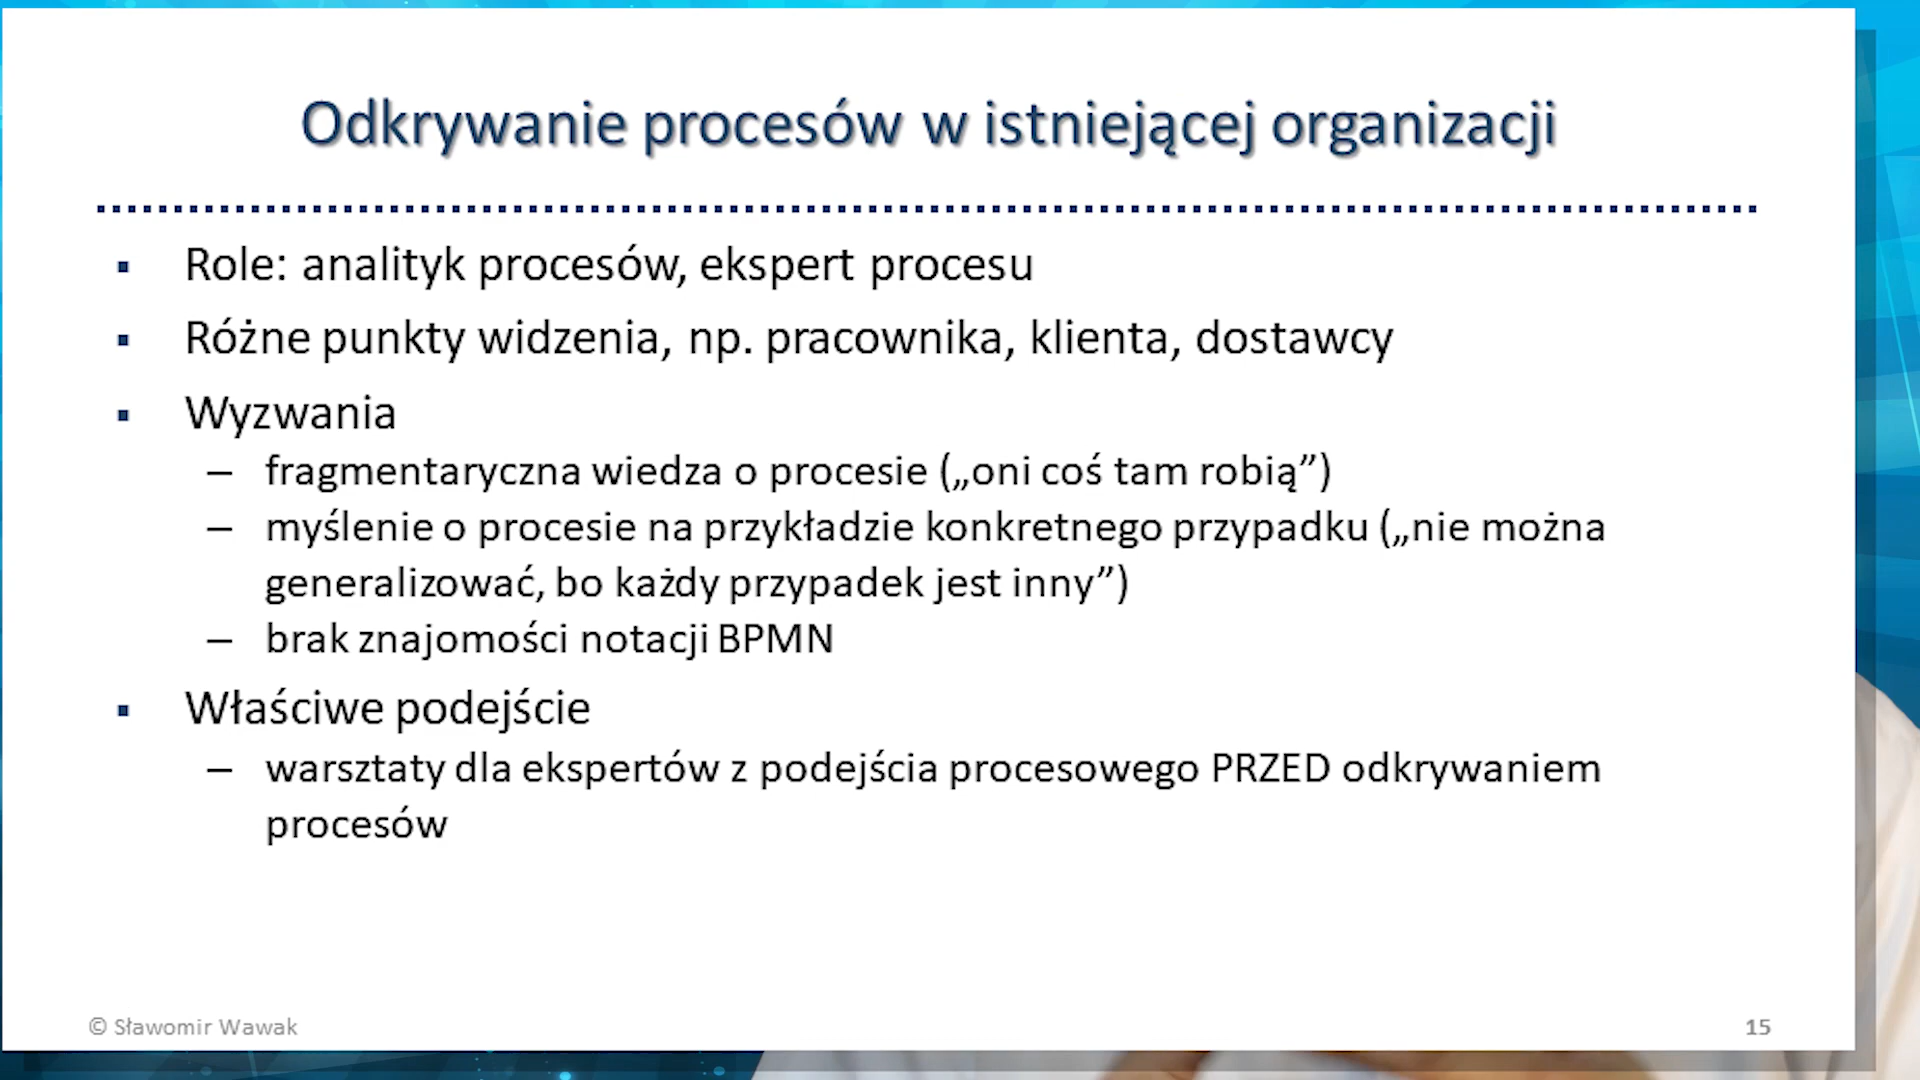 Odkrywanie procesów w istniejącej organizacji
▪ Role: analityk procesów, ekspert procesu
▪ Różne punkty widzenia, np. pracownika, klienta, dostawcy
▪ Wyzwania
– fragmentaryczna wiedza o procesie („oni coś tam robią”)
– myślenie o procesie na przykładzie konkretnego przypadku („nie można
generalizować, bo każdy przypadek jest inny”)
– brak znajomości notacji BPMN
▪ Właściwe podejście
– warsztaty dla ekspertów z podejścia procesowego PRZED odkrywaniem
procesów
© Sławomir Wawak
15